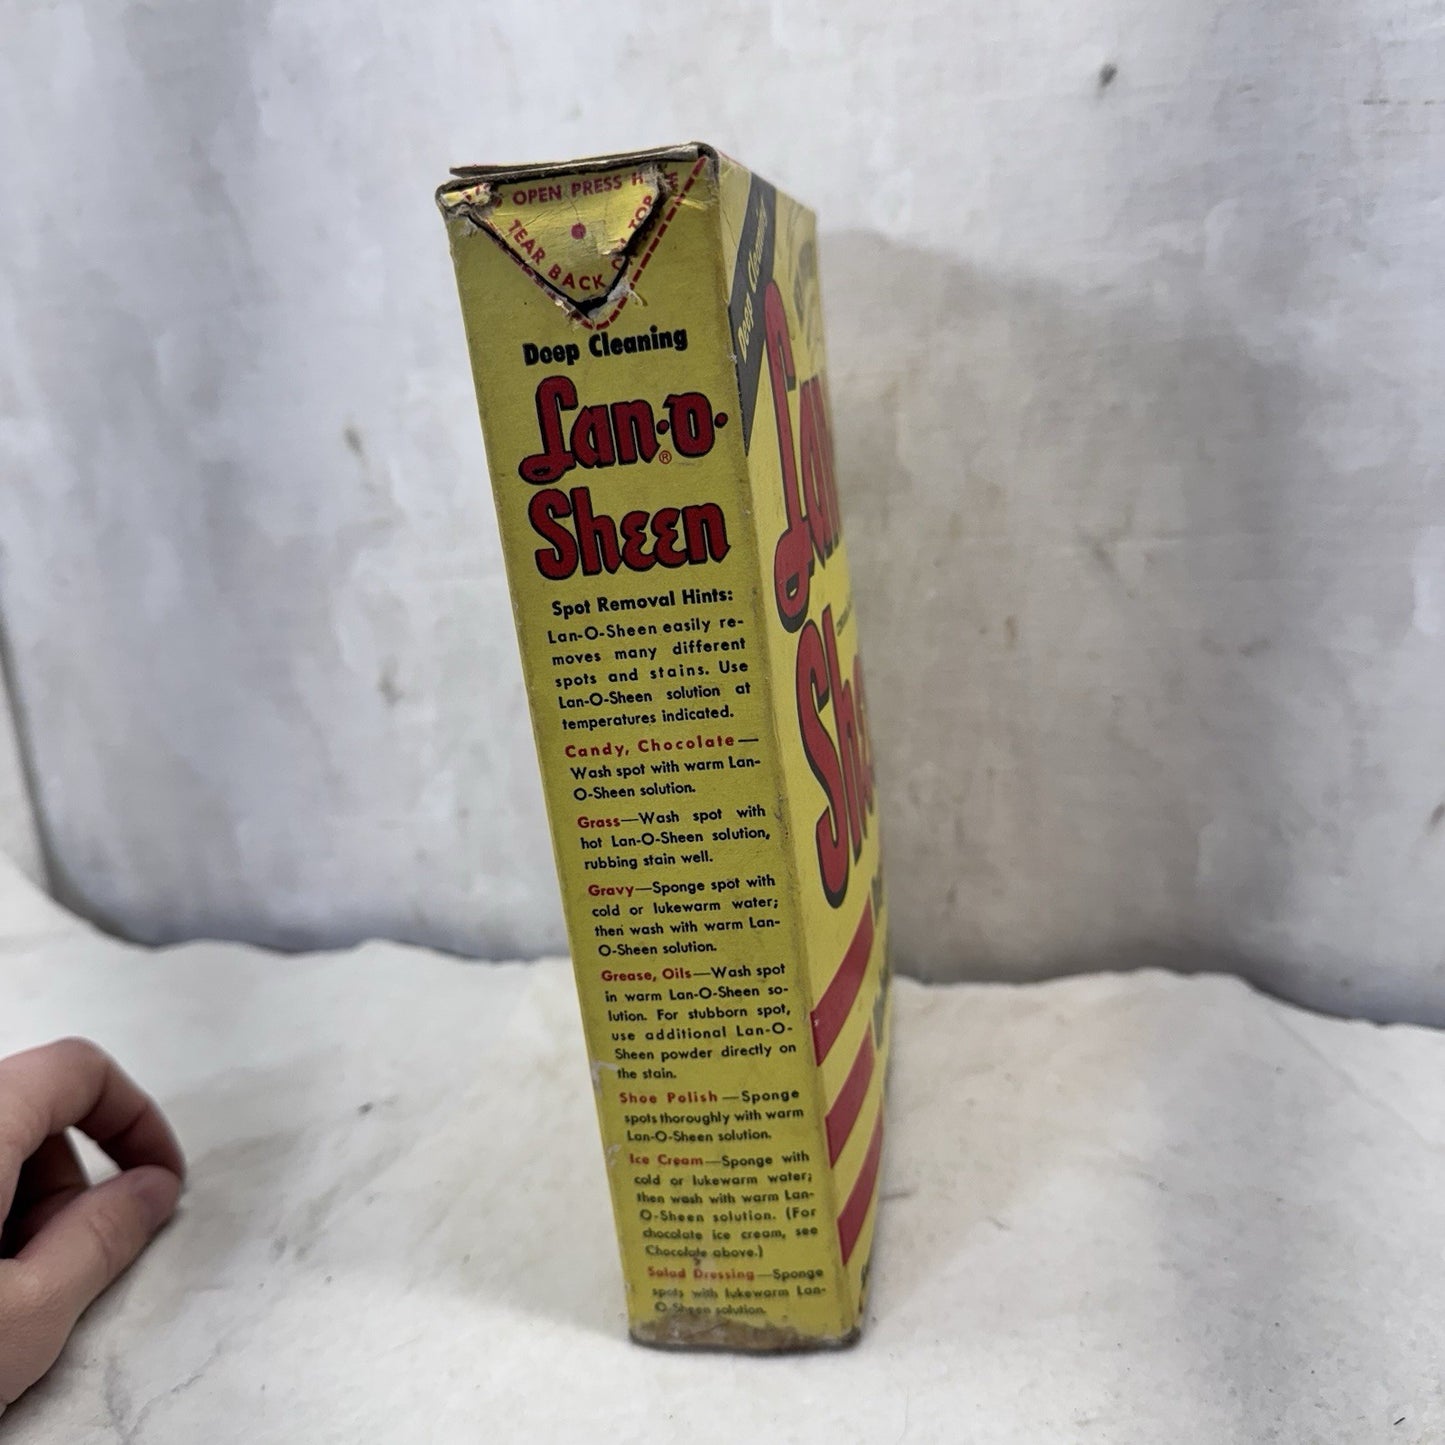 OPEN PRESS
TEAR BACK TOP
Deep Cleaning
Lan-O-
®
Sheen
Spot Removal Hints:
Lan-O-Sheen easily re-
moves many different
spots and stains. Use
Lan-O-Sheen solution at
temperatures indicated.
Candy, Chocolate—
Wash spot with warm Lan-
O-Sheen solution.
Grass—Wash spot with
hot Lan-O-Sheen solution,
rubbing stain well.
Gravy—Sponge spot with
cold or lukewarm water;
then wash with warm Lan-
O-Sheen solution.
Grease, Oils—Wash spot
in warm Lan-O-Sheen so-
lution. For stubborn spot,
use additional Lan-O-
Sheen powder directly on
the stain.
Shoe Polish—Sponge
spots thoroughly with warm
Lan-O-Sheen solution.
Ice Cream—Sponge with
cold or lukewarm water;
then wash with warm Lan-
O-Sheen solution. (For
chocolate ice cream, see
Chocolate above.)
Salad Dressing—Sponge
spots with lukewarm Lan-
O-Sheen solution.
Deep Cleaning
Lan
She